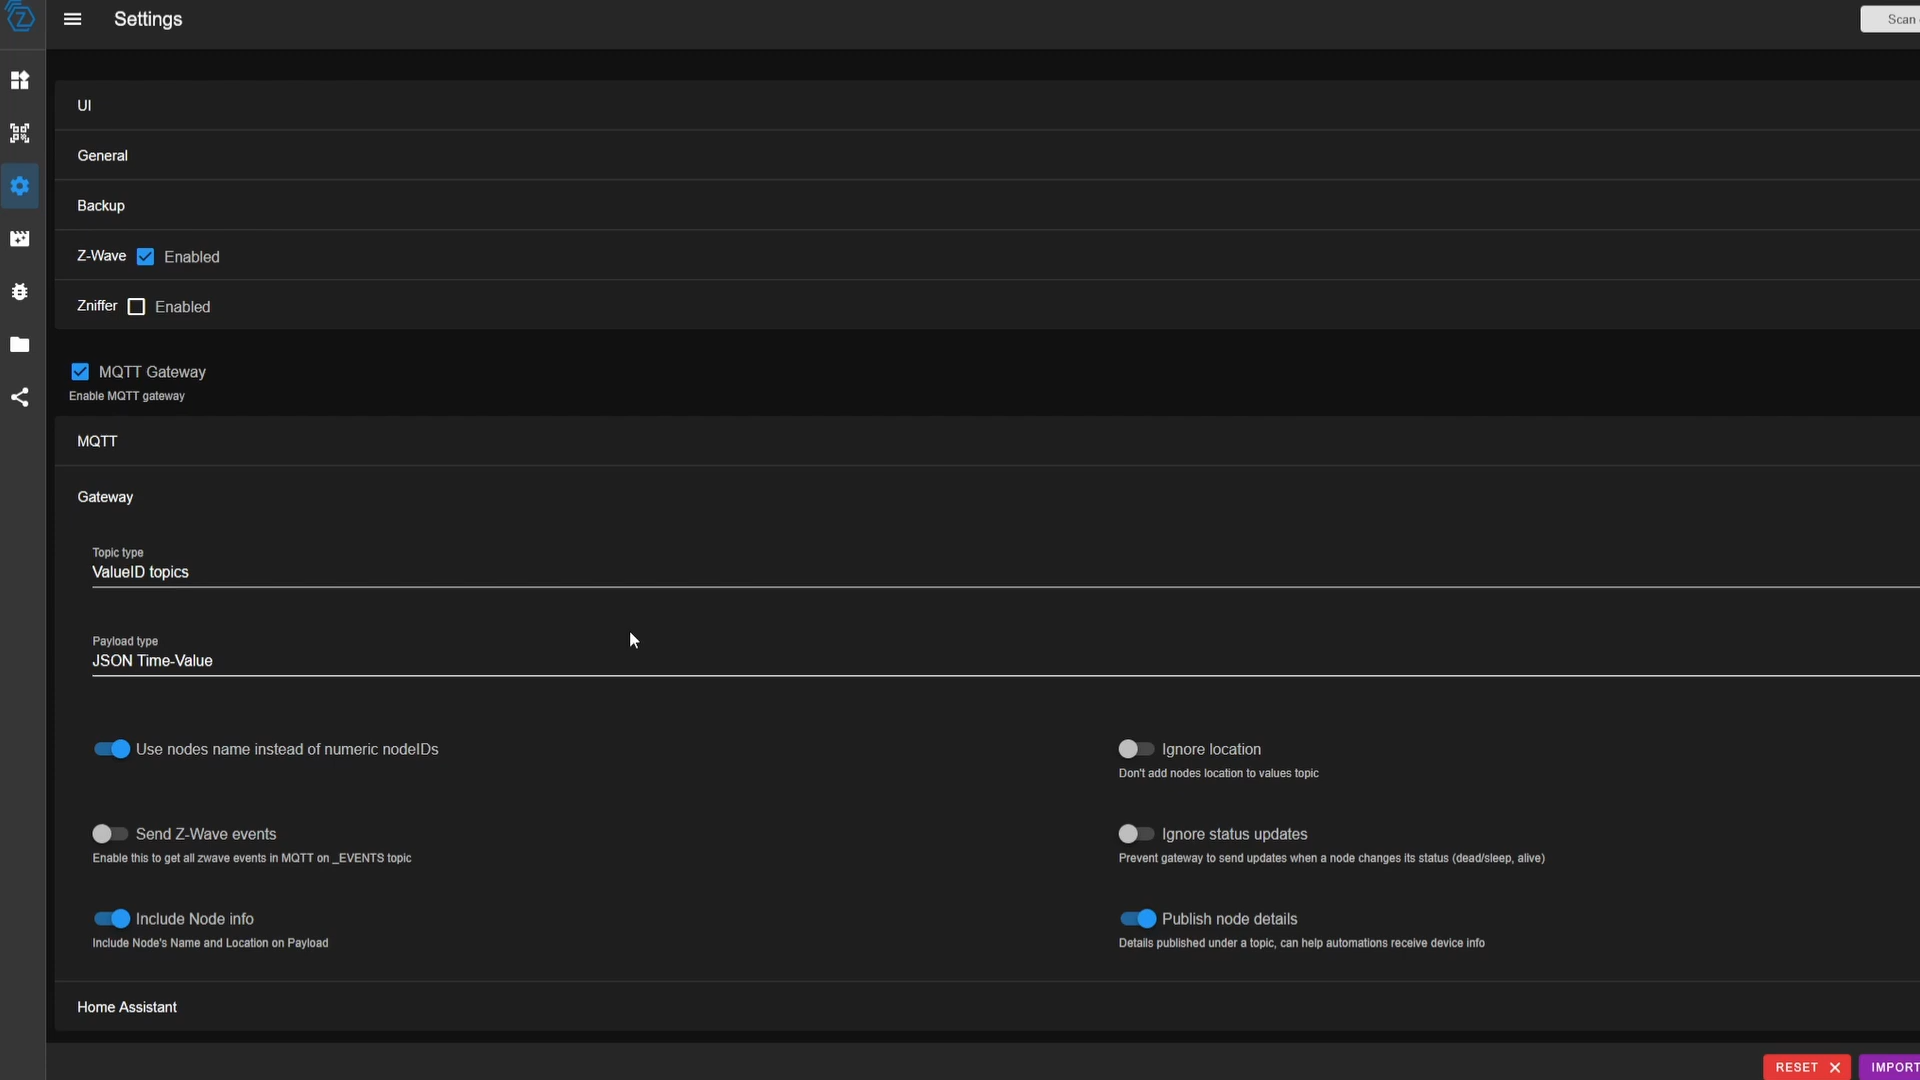 Settings
Scan
UI
General
Backup
Z-Wave Enabled
Zniffer Enabled
MQTT Gateway
Enable MQTT gateway
MQTT
Gateway
Topic type
ValueID topics
Payload type
JSON Time-Value
Use nodes name instead of numeric nodeIDs
Ignore location
Don't add nodes location to values topic
Send Z-Wave events
Enable this to get all zwave events in MQTT on _EVENTS topic
Ignore status updates
Prevent gateway to send updates when a node changes its status (dead/sleep, alive)
Include Node info
Include Node's Name and Location on Payload
Publish node details
Details published under a topic, can help automations receive device info
Home Assistant
RESET
IMPORT